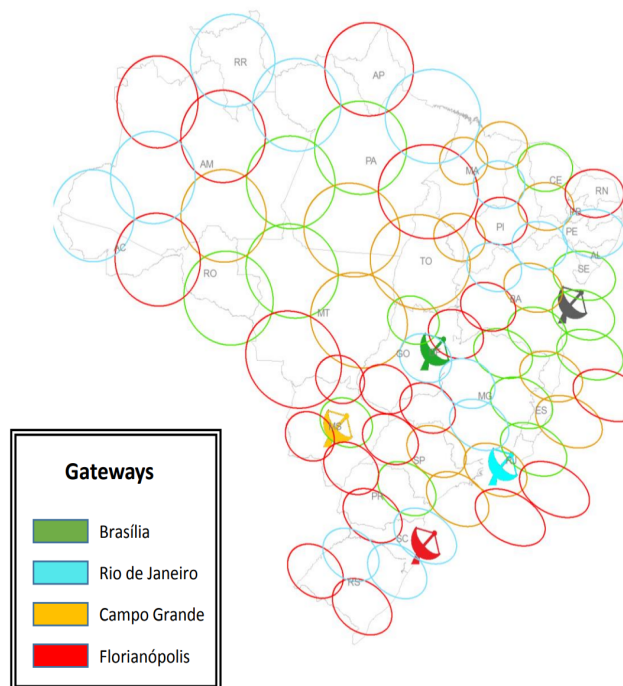 RR
AP
AM
PA
MA
CE
RN
PB
PI
PE
AC
AL
TO
SE
RO
BA
MT
GO
MG
ES
MS
SP
RJ
PR
SC
RS
Gateways
Brasília
Rio de Janeiro
Campo Grande
Florianópolis